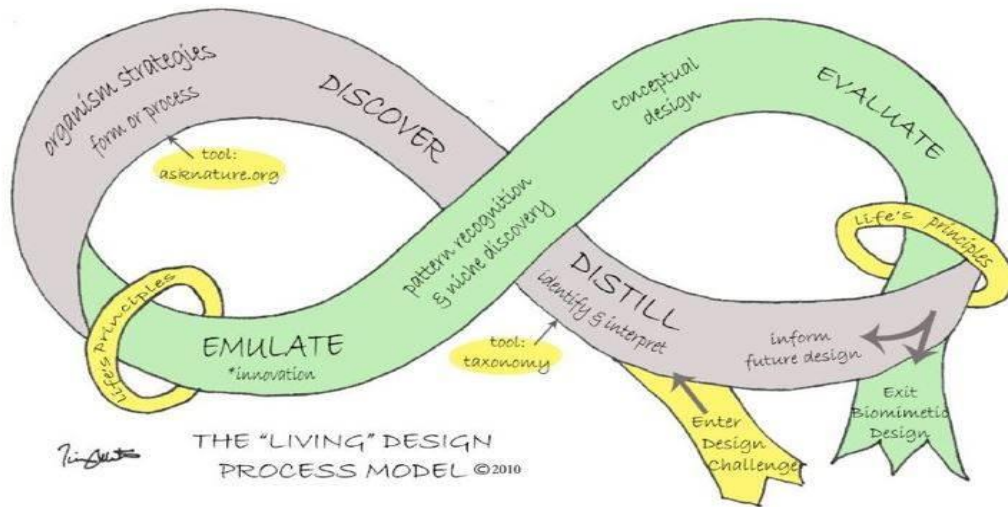 organism strategies
form or process
DISCOVER
tool:
asknature.org
conceptual
design
EVALUATE
Life's principles
pattern recognition
& niche discovery
DISTILL
identify & interpret
tool:
taxonomy
inform
future design
Life's Principles
EMULATE
*innovation
Enter
Design
Challenge
Exit
Biomimetic
Design
THE "LIVING" DESIGN
PROCESS MODEL © 2010